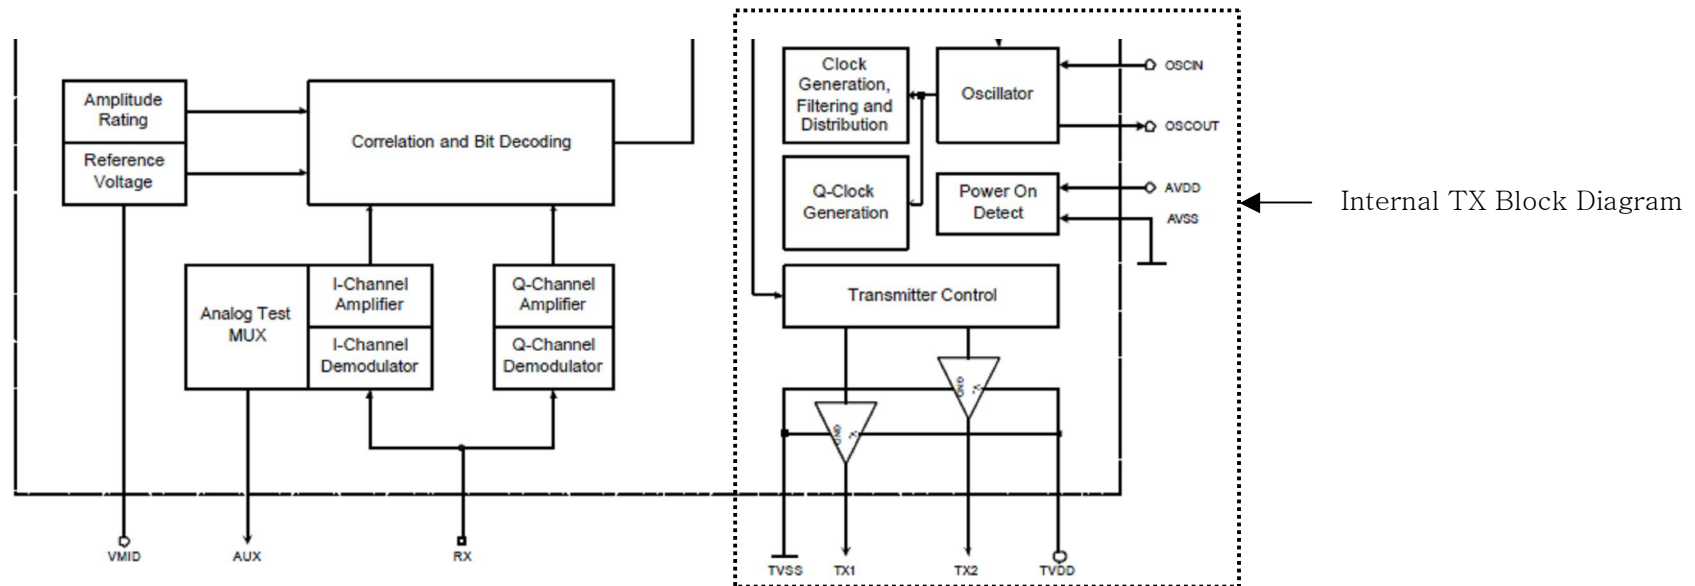 Amplitude
Rating
Reference
Voltage
Correlation and Bit Decoding
Analog Test
MUX
I-Channel
Amplifier
I-Channel
Demodulator
Q-Channel
Amplifier
Q-Channel
Demodulator
VMID
AUX
RX
Clock
Generation,
Filtering and
Distribution
Oscillator
OSCIN
OSCOUT
Q-Clock
Generation
Power On
Detect
AVDD
AVSS
Transmitter Control
GND
GND
TVSS
TX1
TX2
TVDD
Internal TX Block Diagram